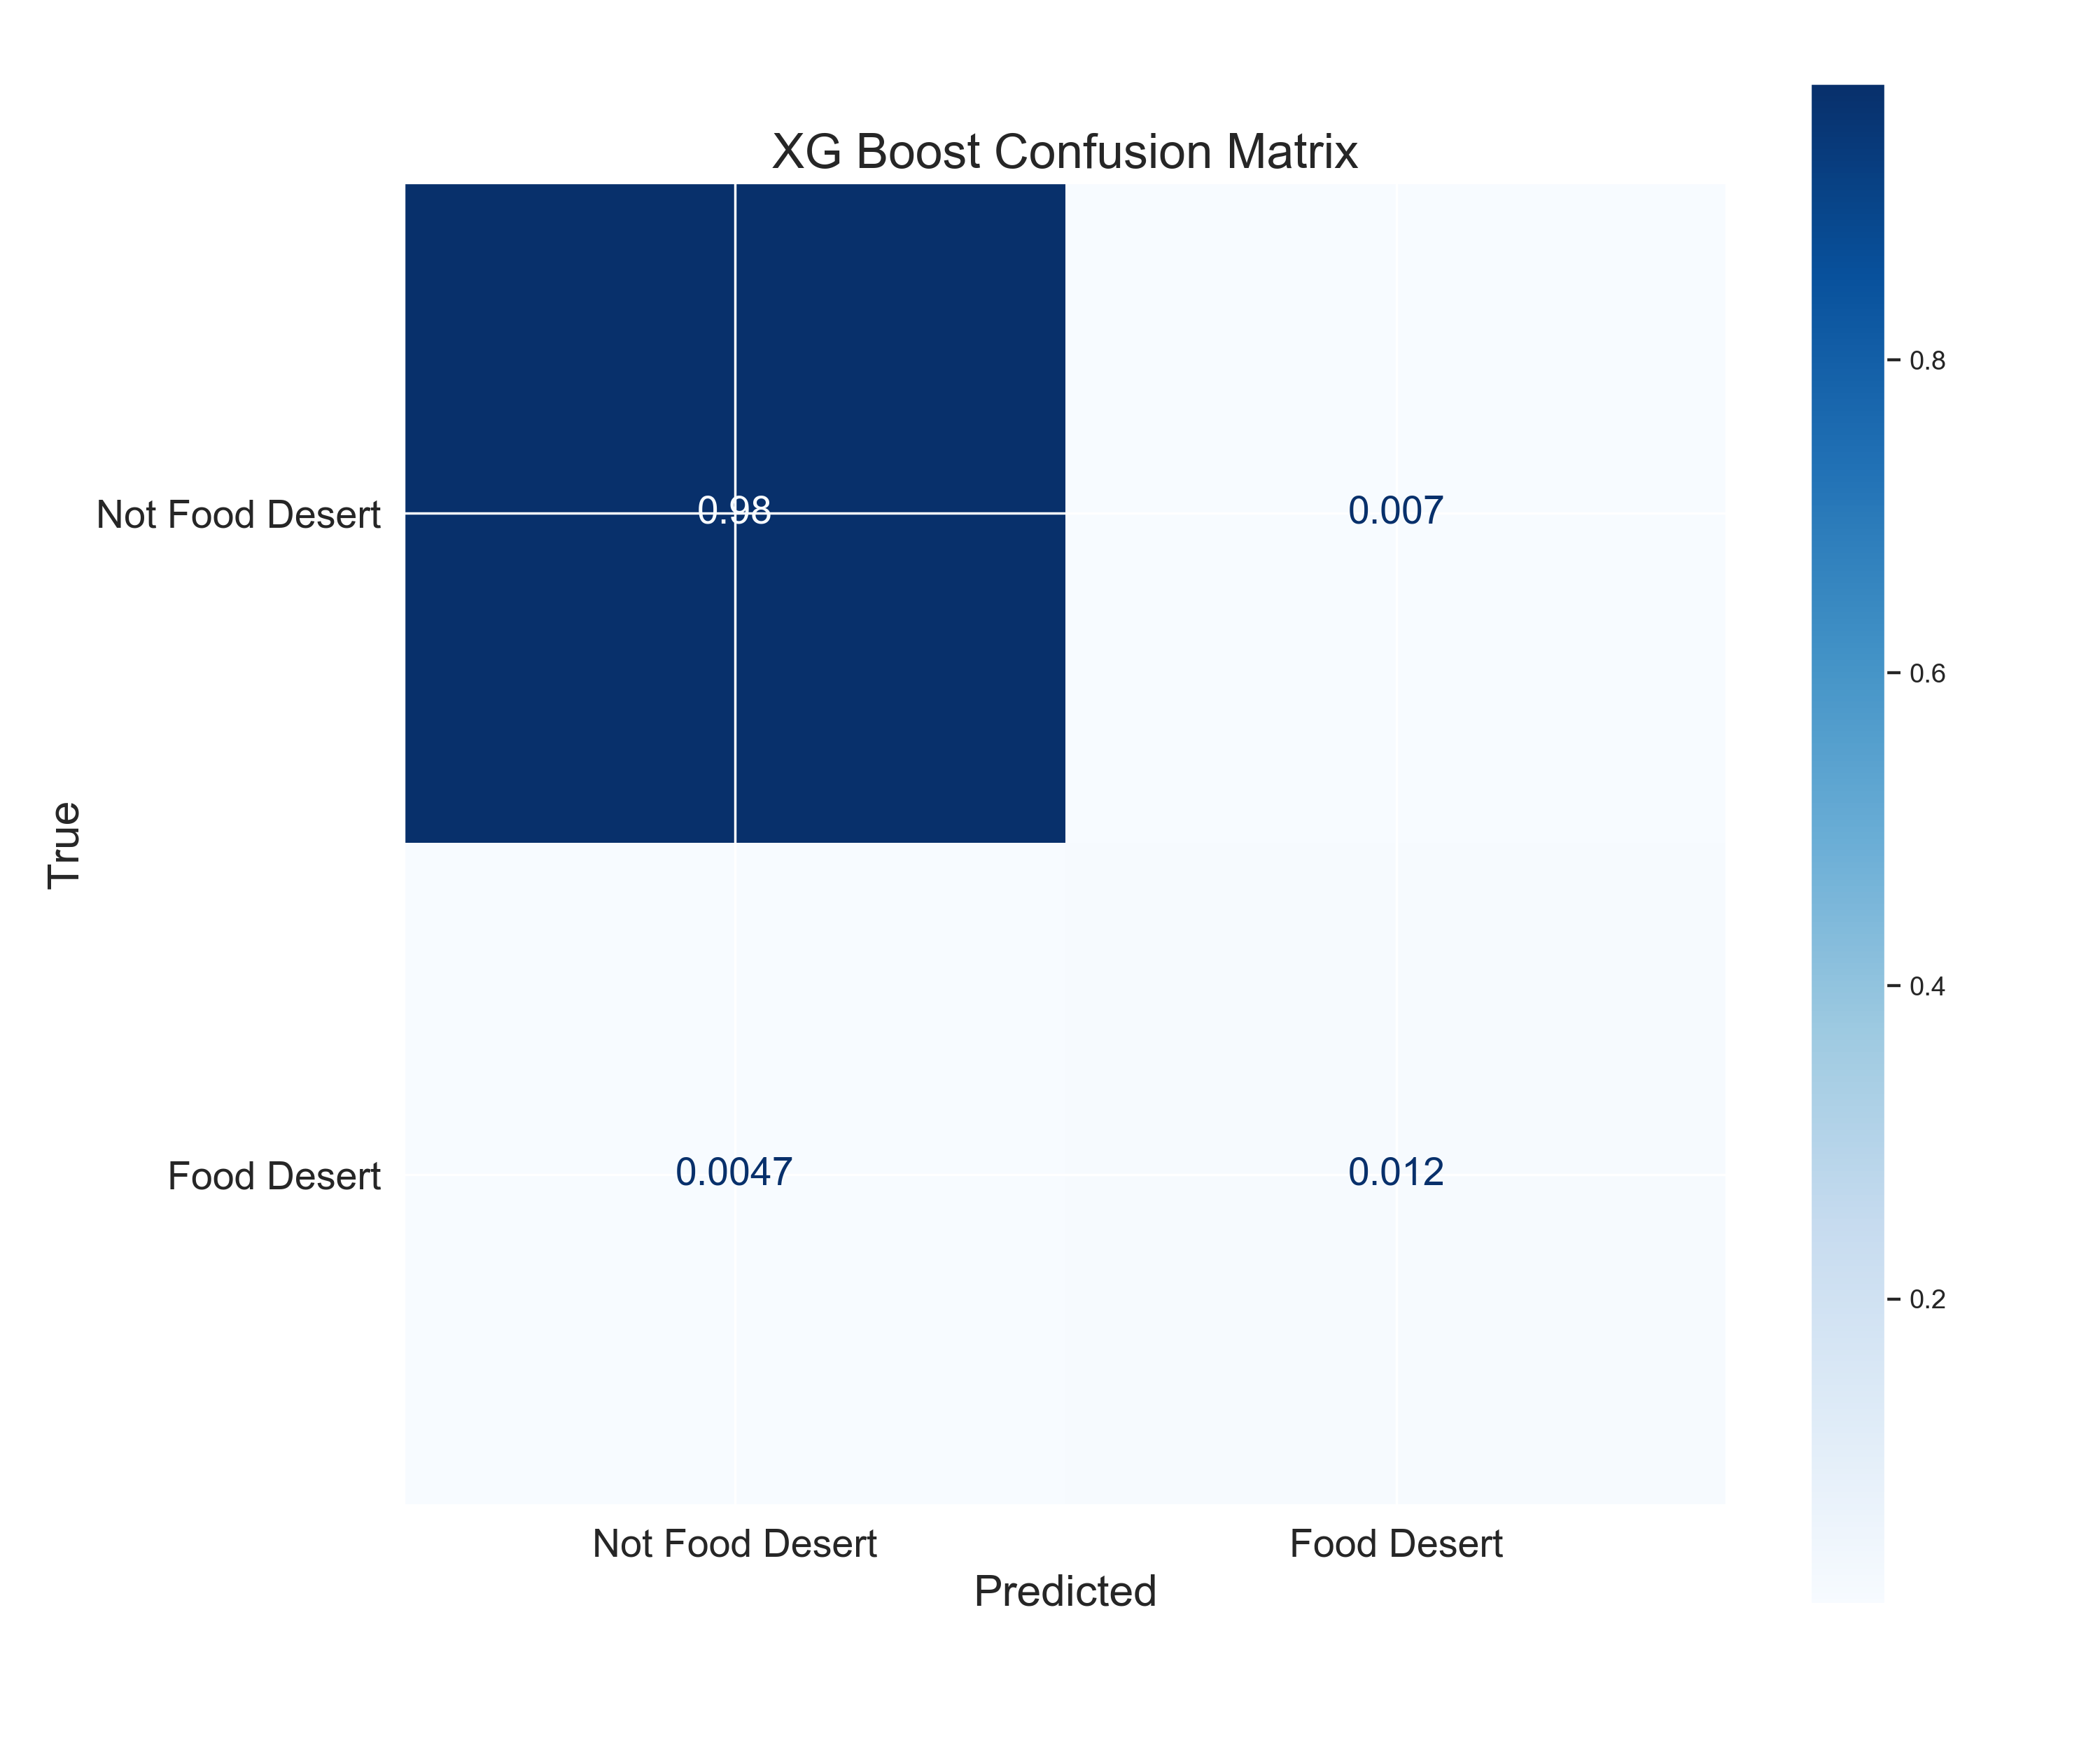 XG Boost Confusion Matrix
Not Food Desert
0.98
0.007
0.8
0.6
True
0.4
Food Desert
0.0047
0.012
0.2
Not Food Desert
Food Desert
Predicted